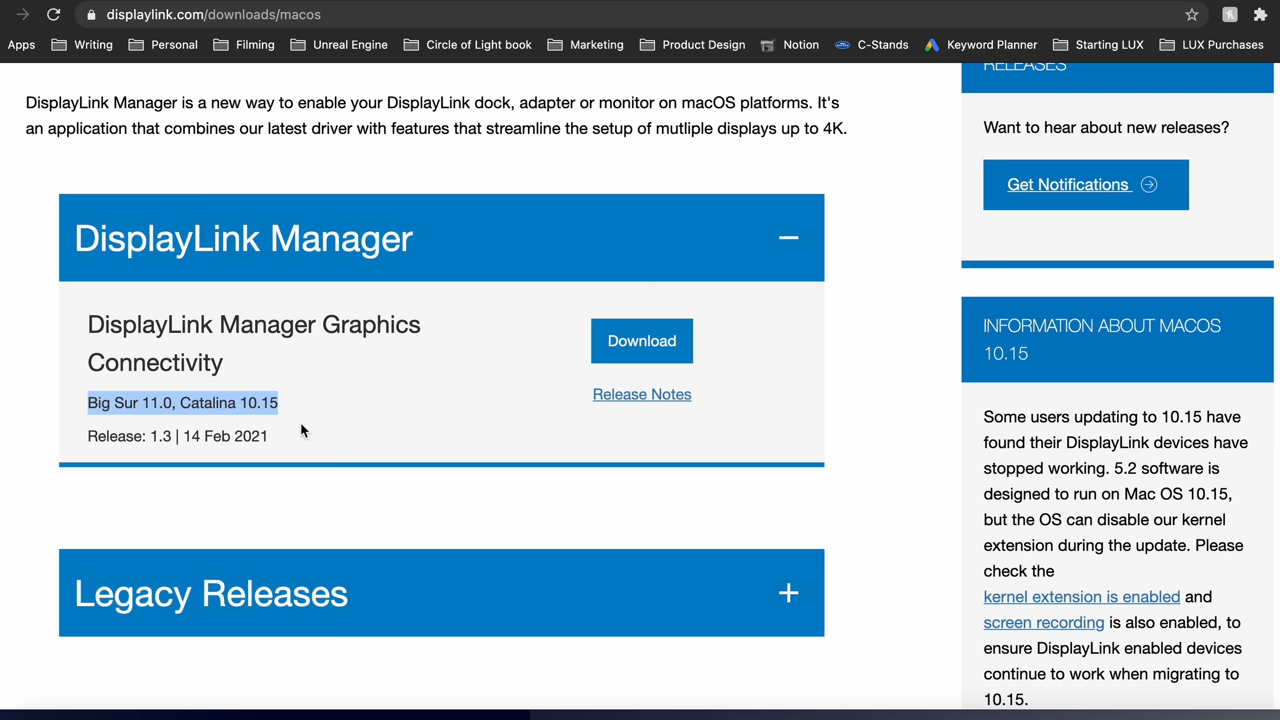 displaylink.com/downloads/macos
Apps Writing Personal Filming Unreal Engine Circle of Light book Marketing Product Design Notion C-Stands Keyword Planner Starting LUX LUX Purchases
DisplayLink Manager is a new way to enable your DisplayLink dock, adapter or monitor on macOS platforms. It's
an application that combines our latest driver with features that streamline the setup of mutliple displays up to 4K.
DisplayLink Manager
DisplayLink Manager Graphics
Connectivity
Big Sur 11.0, Catalina 10.15
Release: 1.3 | 14 Feb 2021
Download
Release Notes
Legacy Releases
RELEASES
Want to hear about new releases?
Get Notifications
INFORMATION ABOUT MACOS
10.15
Some users updating to 10.15 have
found their DisplayLink devices have
stopped working. 5.2 software is
designed to run on Mac OS 10.15,
but the OS can disable our kernel
extension during the update. Please
check the
kernel extension is enabled and
screen recording is also enabled, to
ensure DisplayLink enabled devices
continue to work when migrating to
10.15.